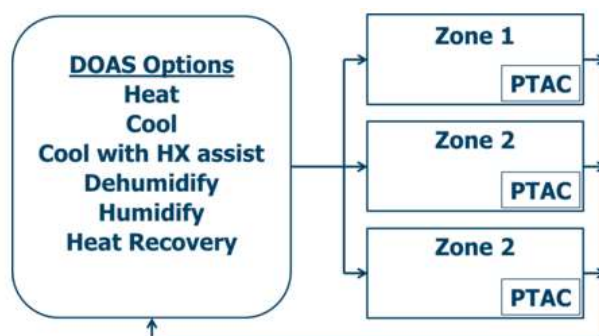 DOAS Options
Heat
Cool
Cool with HX assist
Dehumidify
Humidify
Heat Recovery
Zone 1
PTAC
Zone 2
PTAC
Zone 2
PTAC